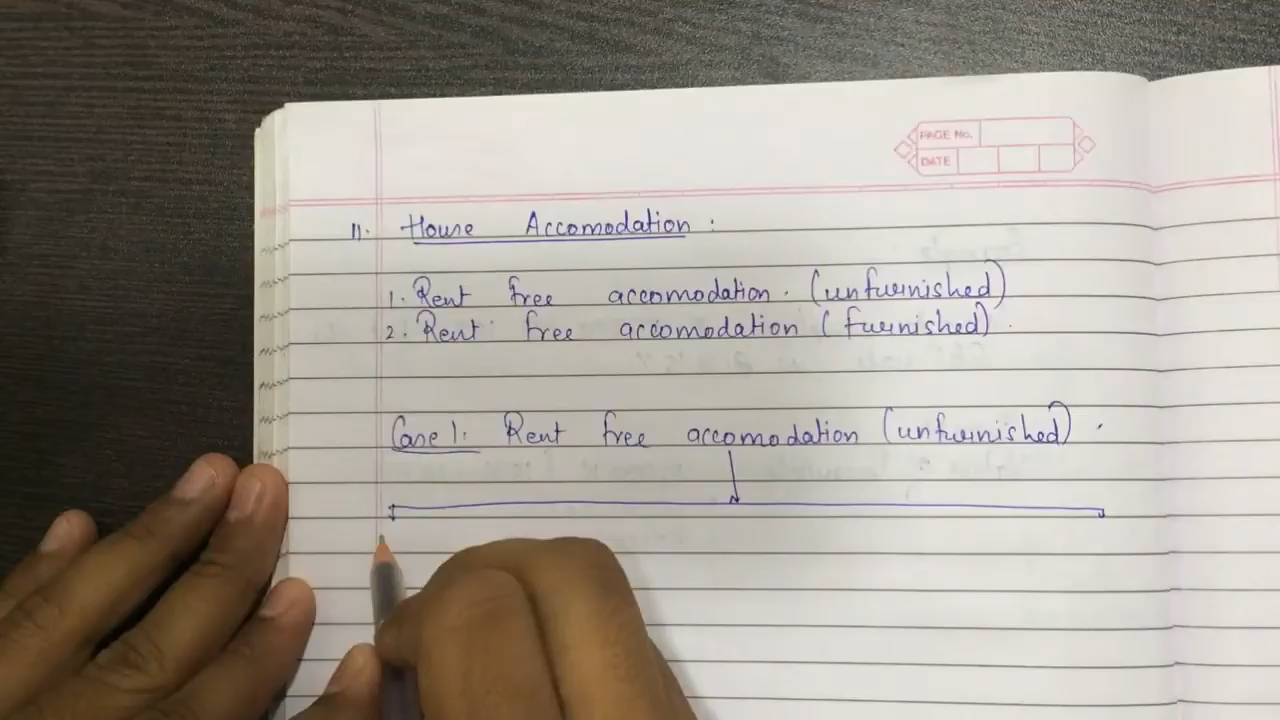 PAGE No.
DATE
11. House Accomodation :
1. Rent free accomodation. (unfurnished)
2. Rent free accomodation (furnished).
Case 1: Rent free accomodation (unfurnished).